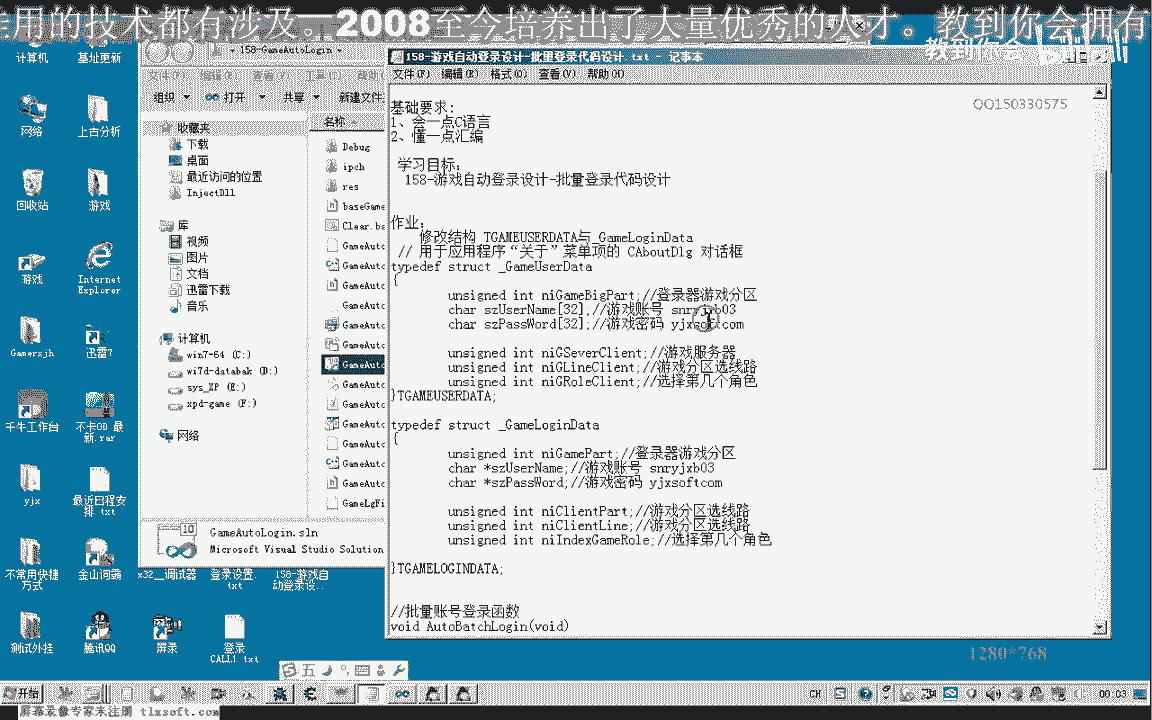 至用的技术都有涉及。2008至今培养出了大量优秀的人才。教到你会拥有
教到你会
158-GameAutoLogin
158-游戏自动登录设计-批量登录代码设计.txt - 记事本
文件(F) 编辑(E) 格式(O) 查看(V) 帮助(H)
QQ150330575
基础要求:
1、会一点C语言
2、懂一点汇编
学习目标:
158-游戏自动登录设计-批量登录代码设计
作业:
修改结构 TGAMEUSERDATA与_GameLoginData
// 用于应用程序“关于”菜单项的 CAboutDlg 对话框
typedef struct _GameUserData
{
unsigned int niGameBigPart;//登录器游戏分区
char szUserName[32];//游戏账号 snryjxb03
char szPassWord[32];//游戏密码 yjxsoftcom
unsigned int niGSeverClient;//游戏服务器
unsigned int niGLineClient;//游戏分区选线路
unsigned int niGRoleClient;//选择第几个角色
}TGAMEUSERDATA;
typedef struct _GameLoginData
{
unsigned int niGamePart;//登录器游戏分区
char *szUserName;//游戏账号 snryjxb03
char *szPassWord;//游戏密码 yjxsoftcom
unsigned int niClientPart;//游戏分区选线路
unsigned int niClientLine;//游戏分区选线路
unsigned int niIndexGameRole;//选择第几个角色
}TGAMELOGINDATA;
//批量账号登录函数
void AutoBatchLogin(void)
文件(F) 编辑(E) 查看(V) 工具(T) 帮助(H)
组织 打开 共享 新建文件
收藏夹
下载
桌面
最近访问的位置
InjectDll
库
视频
图片
文档
迅雷下载
音乐
计算机
win7-64 (C:)
wi7d-databak (D:)
sys_XP (E:)
xpd-game (F:)
网络
名称
Debug
ipch
res
baseGame
Clear.ba
GameAuto
GameAutc
GameAutc
GameAutc
GameAutc
GameAutc
GameAutc
GameAutc
GameAutc
GameAutc
GameAutc
GameAutc
GameAutc
GameLgFi
GameAutoLogin.sln
Microsoft Visual Studio Solution
计算机
基址更新
网络
上古分析
回收站
游戏
游戏
Internet Explorer
Gamerxjh
迅雷7
千牛工作台
不卡OD 最新.rar
yjx
最近日程安排.txt
不常用快捷方式
金山词霸
x32__调试器
登录设置.txt
158-游戏自动登录设..
测试外挂
腾讯QQ
屏录
登录CALL1.txt
五
1280*768
开始
CH
00:03
屏幕录像专家未注册 tlxsoft.com